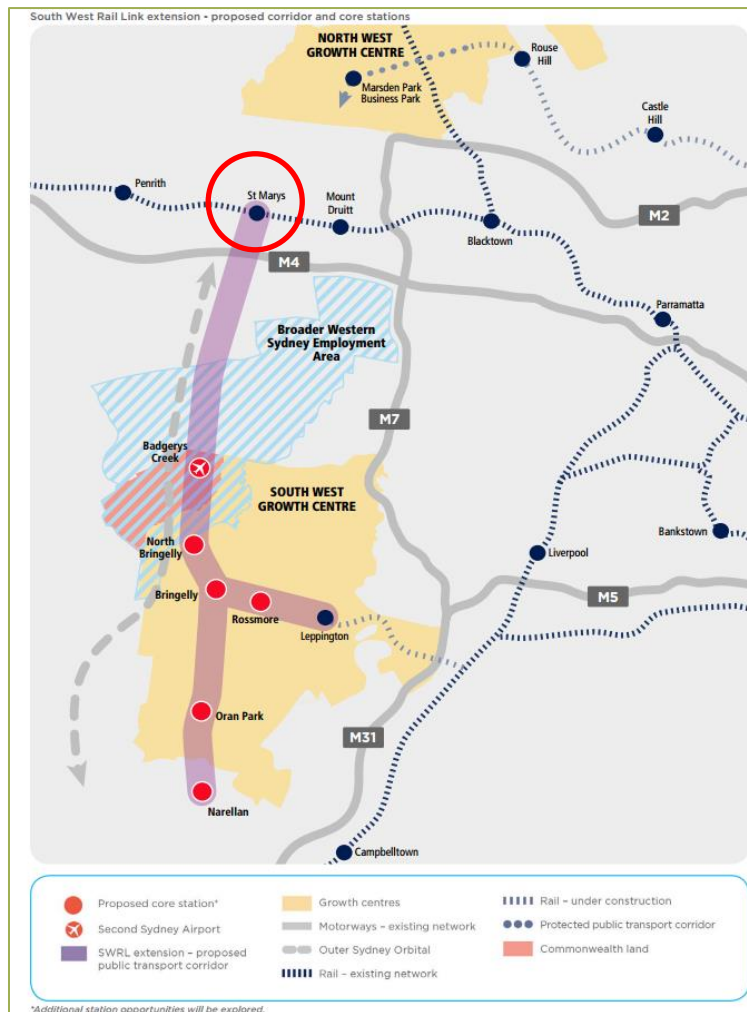 South West Rail Link extension - proposed corridor and core stations
NORTH WEST
GROWTH CENTRE
Rouse
Hill
Marsden Park
Business Park
Castle
Hill
Penrith
St Marys
Mount
Druitt
M2
Blacktown
M4
Parramatta
Broader Western
Sydney Employment
Area
M7
Badgerys
Creek
SOUTH WEST
GROWTH CENTRE
Bankstown
North
Bringelly
Liverpool
Bringelly
M5
Rossmore
Leppington
Oran Park
M31
Narellan
Campbelltown
Proposed core station*
Second Sydney Airport
SWRL extension – proposed
public transport corridor
Growth centres
Motorways – existing network
Outer Sydney Orbital
Rail – existing network
Rail – under construction
Protected public transport corridor
Commonwealth land
*Additional station opportunities will be explored.